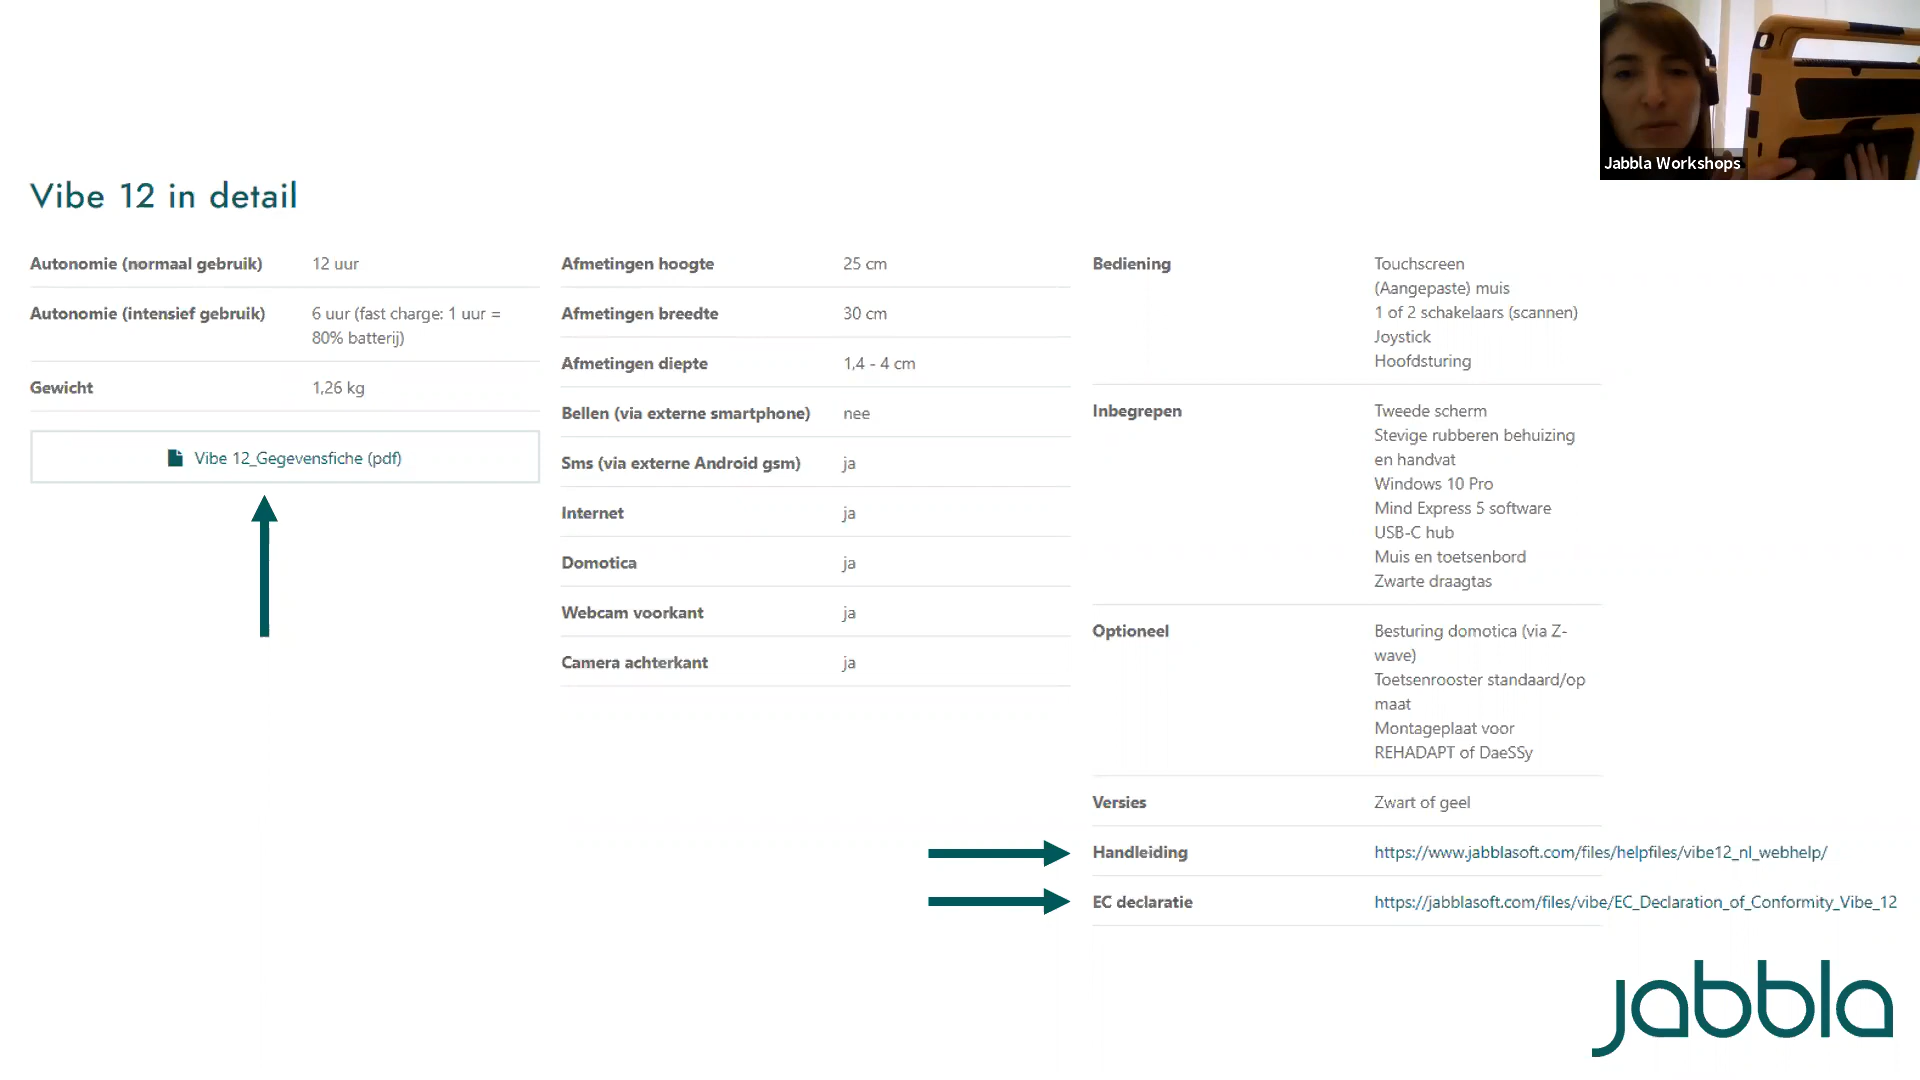 Jabbla Workshops
Vibe 12 in detail
Autonomie (normaal gebruik) 12 uur
Autonomie (intensief gebruik) 6 uur (fast charge: 1 uur =
80% batterij)
Gewicht 1,26 kg
Vibe 12_Gegevensfiche (pdf)
Afmetingen hoogte 25 cm
Afmetingen breedte 30 cm
Afmetingen diepte 1,4 - 4 cm
Bellen (via externe smartphone) nee
Sms (via externe Android gsm) ja
Internet ja
Domotica ja
Webcam voorkant ja
Camera achterkant ja
Bediening Touchscreen
(Aangepaste) muis
1 of 2 schakelaars (scannen)
Joystick
Hoofdsturing
Inbegrepen Tweede scherm
Stevige rubberen behuizing
en handvat
Windows 10 Pro
Mind Express 5 software
USB-C hub
Muis en toetsenbord
Zwarte draagtas
Optioneel Besturing domotica (via Z-
wave)
Toetsenrooster standaard/op
maat
Montageplaat voor
REHADAPT of DaeSSy
Versies Zwart of geel
Handleiding https://www.jabblasoft.com/files/helpfiles/vibe12_nl_webhelp/
EC declaratie https://jabblasoft.com/files/vibe/EC_Declaration_of_Conformity_Vibe_12
jabbla